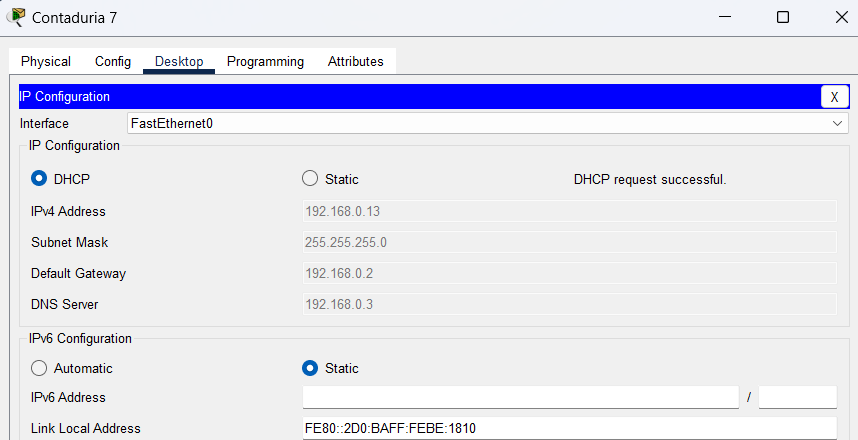 Contaduria 7
Physical Config Desktop Programming Attributes
IP Configuration X
Interface FastEthernet0
IP Configuration
DHCP Static DHCP request successful.
IPv4 Address 192.168.0.13
Subnet Mask 255.255.255.0
Default Gateway 192.168.0.2
DNS Server 192.168.0.3
IPv6 Configuration
Automatic Static
IPv6 Address /
Link Local Address FE80::2D0:BAFF:FEBE:1810